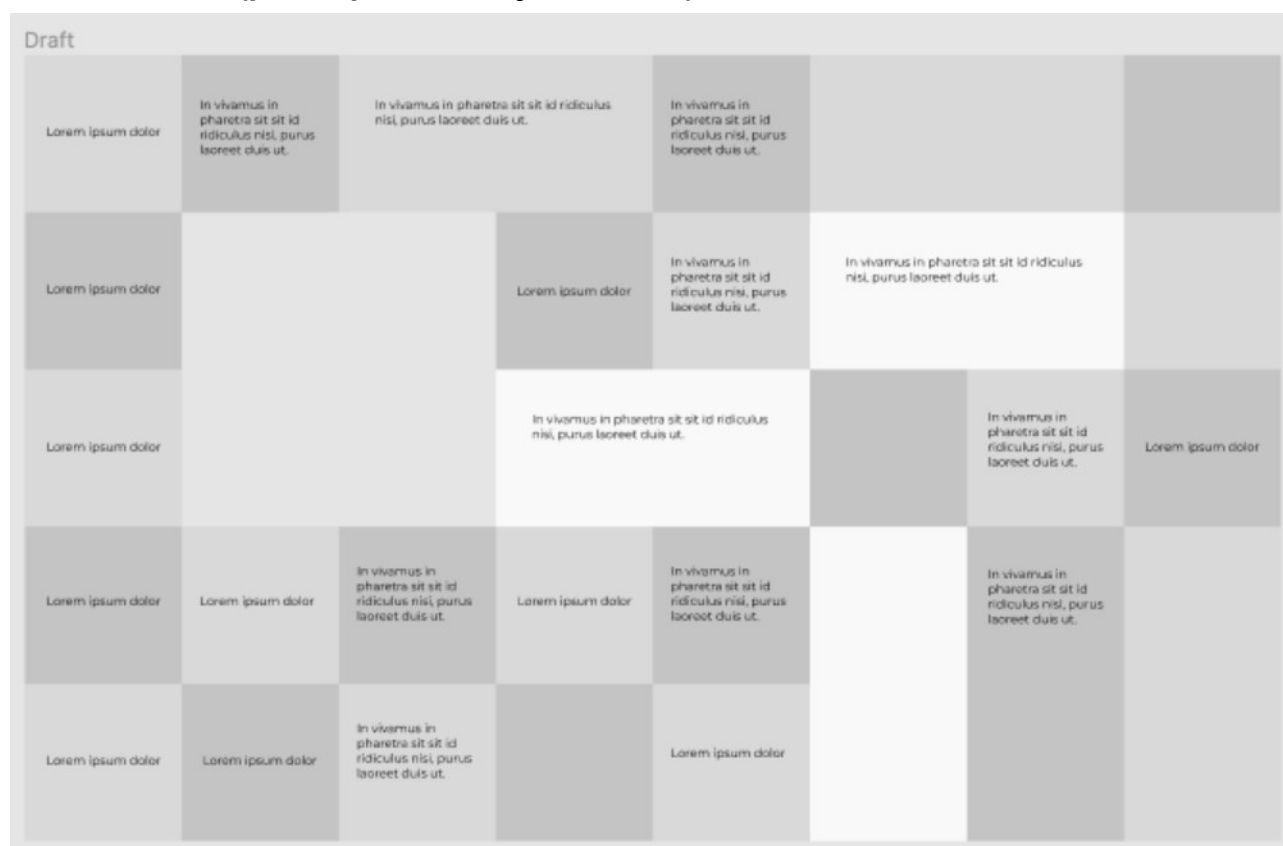 Draft
Lorem ipsum dolor
In vivamus in
pharetra sit sit id
ridiculus nisi, purus
laoreet duis ut.
In vivamus in pharetra sit sit id ridiculus
nisi, purus laoreet duis ut.
In vivamus in
pharetra sit sit id
ridiculus nisi, purus
laoreet duis ut.
Lorem ipsum dolor
Lorem ipsum dolor
In vivamus in
pharetra sit sit id
ridiculus nisi, purus
laoreet duis ut.
In vivamus in pharetra sit sit id ridiculus
nisi, purus laoreet duis ut.
Lorem ipsum dolor
In vivamus in pharetra sit sit id ridiculus
nisi, purus laoreet duis ut.
In vivamus in
pharetra sit sit id
ridiculus nisi, purus
laoreet duis ut.
Lorem ipsum dolor
Lorem ipsum dolor
Lorem ipsum dolor
In vivamus in
pharetra sit sit id
ridiculus nisi, purus
laoreet duis ut.
Lorem ipsum dolor
In vivamus in
pharetra sit sit id
ridiculus nisi, purus
laoreet duis ut.
In vivamus in
pharetra sit sit id
ridiculus nisi, purus
laoreet duis ut.
Lorem ipsum dolor
Lorem ipsum dolor
In vivamus in
pharetra sit sit id
ridiculus nisi, purus
laoreet duis ut.
Lorem ipsum dolor